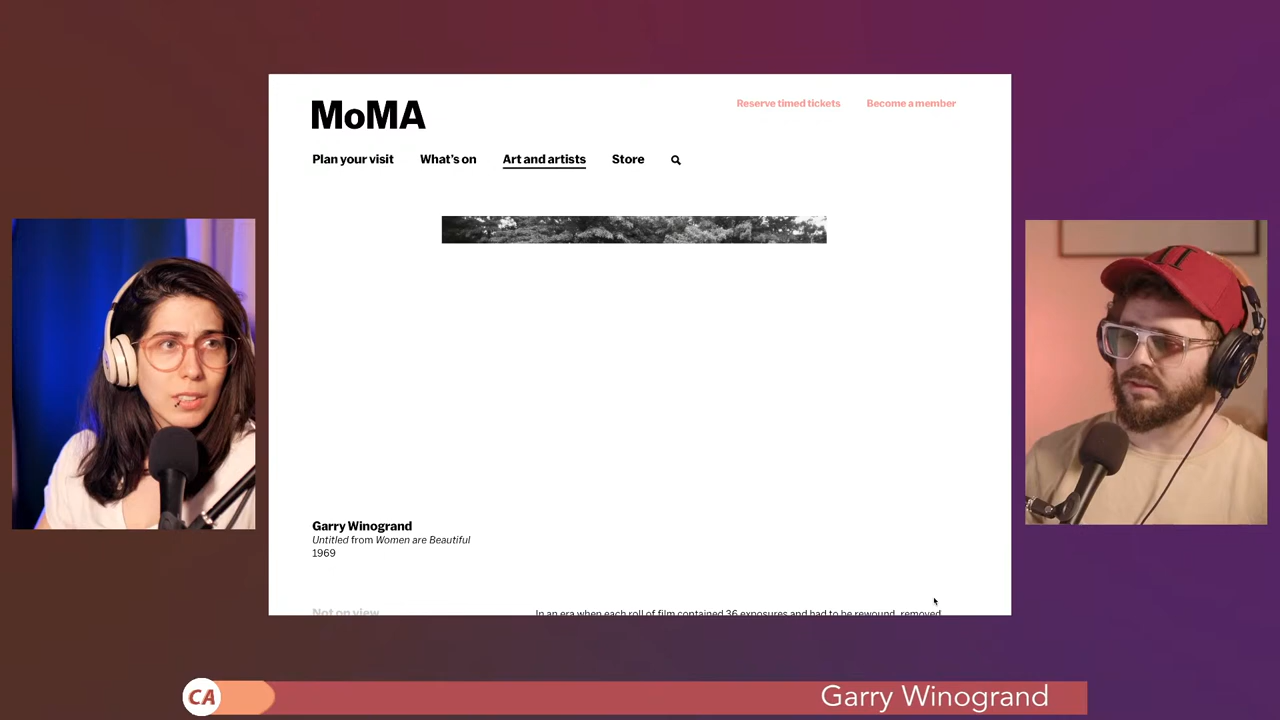 MoMA
Reserve timed tickets
Become a member
Plan your visit
What's on
Art and artists
Store
Garry Winogrand
Untitled from Women are Beautiful
1969
Not on view
In an era when each roll of film contained 36 exposures and had to be rewound, removed
CA
Garry Winogrand